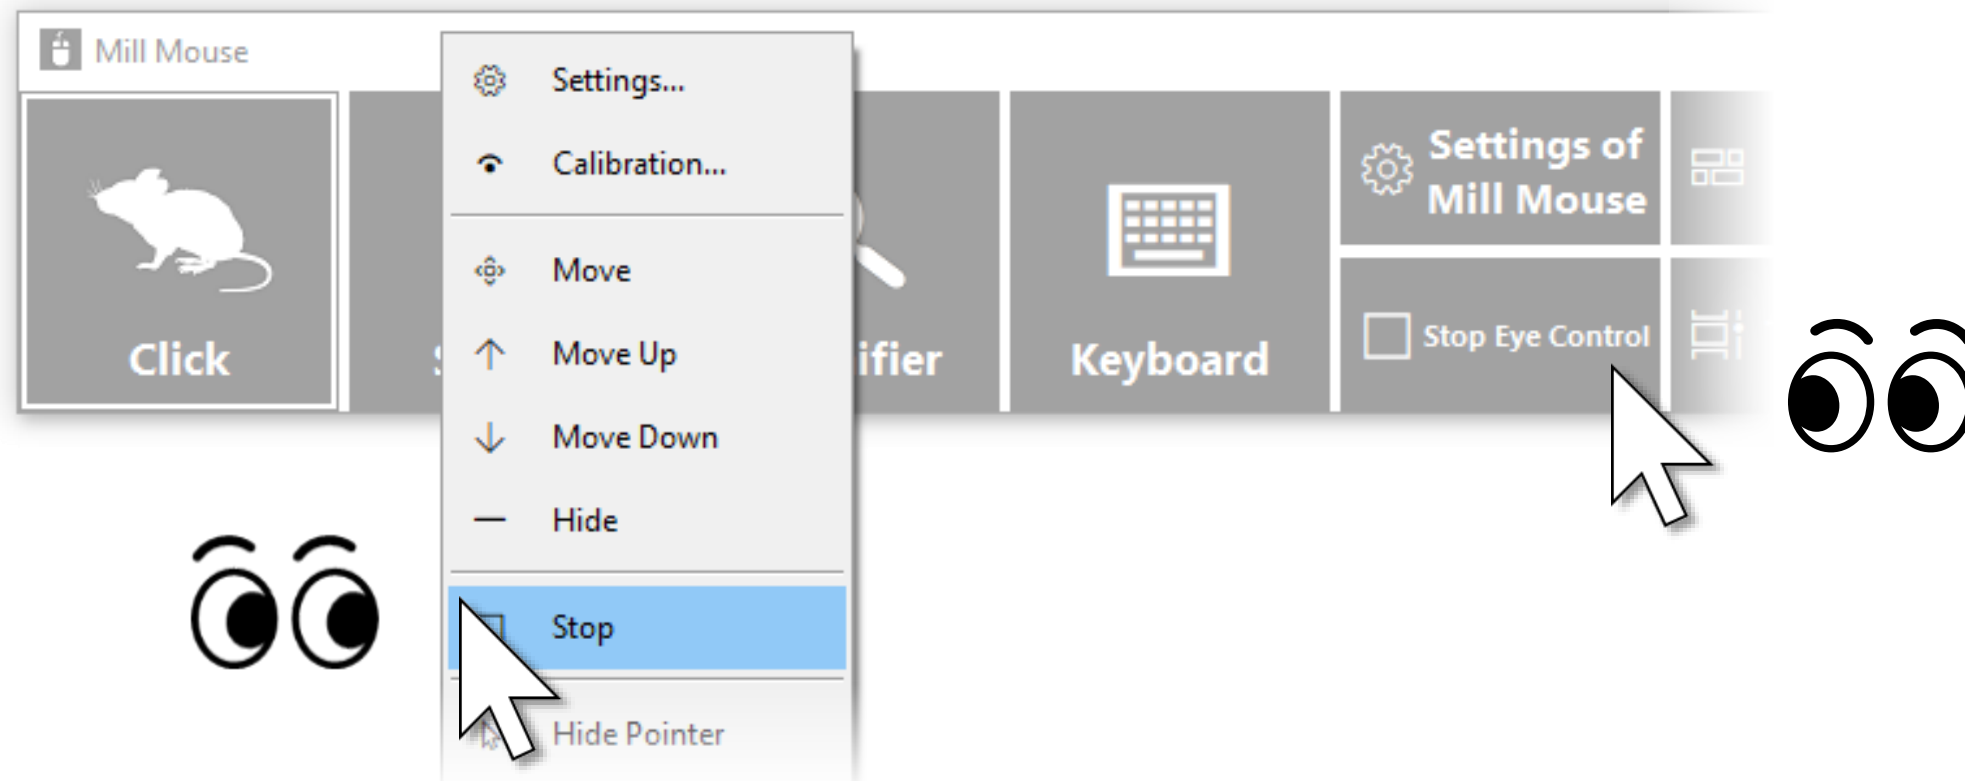 Mill Mouse
Settings...
Calibration...
Move
Move Up
Move Down
Hide
Stop
Hide Pointer
Click
ifier
Keyboard
Settings of
Mill Mouse
Stop Eye Control